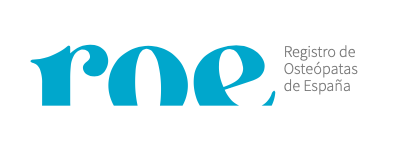 roe
Registro de
Osteópatas
de España